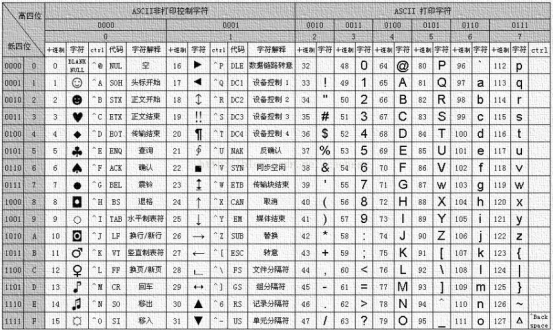 高四位 ASCII非打印控制字符 ASCII 打印字符
0000 0001 0010 0011 0100 0101 0110 0111
0 1 2 3 4 5 6 7
低四位 十进制 字符 ctrl 代码 字符解释 十进制 字符 ctrl 代码 字符解释 十进制 字符 十进制 字符 十进制 字符 十进制 字符 十进制 字符 十进制 字符 ctrl
0000 0 0 BLANK NULL ^@ NUL 空 16 ► ^P DLE 数据链路转意 32 48 0 64 @ 80 P 96 ` 112 p
0001 1 1 ☺ ^A SOH 头标开始 17 ◄ ^Q DC1 设备控制 1 33 ! 49 1 65 A 81 Q 97 a 113 q
0010 2 2 ☻ ^B STX 正文开始 18 ↕ ^R DC2 设备控制 2 34 " 50 2 66 B 82 R 98 b 114 r
0011 3 3 ♥ ^C ETX 正文结束 19 ‼ ^S DC3 设备控制 3 35 # 51 3 67 C 83 S 99 c 115 s
0100 4 4 ♦ ^D EOT 传输结束 20 ¶ ^T DC4 设备控制 4 36 $ 52 4 68 D 84 T 100 d 116 t
0101 5 5 ♣ ^E ENQ 查询 21 ∮ ^U NAK 反确认 37 % 53 5 69 E 85 U 101 e 117 u
0110 6 6 ♠ ^F ACK 确认 22 ■ ^V SYN 同步空闲 38 & 54 6 70 F 86 V 102 f 118 v
0111 7 7 ● ^G BEL 震铃 23 ↨ ^W ETB 传输块结束 39 ' 55 7 71 G 87 w 103 g 119 w
1000 8 8 ◘ ^H BS 退格 24 ↑ ^X CAN 取消 40 ( 56 8 72 H 88 X 104 h 120 x
1001 9 9 ○ ^I TAB 水平制表符 25 ↓ ^Y EM 媒体结束 41 ) 57 9 73 I 89 Y 105 i 121 y
1010 A 10 ◙ ^J LF 换行/新行 26 → ^Z SUB 替换 42 * 58 : 74 J 90 Z 106 j 122 z
1011 B 11 ♂ ^K VT 竖直制表符 27 ← ^[ ESC 转意 43 + 59 ; 75 K 91 [ 107 k 123 {
1100 C 12 ♀ ^L FF 换页/新页 28 ∟ ^\ FS 文件分隔符 44 , 60 < 76 L 92 \ 108 l 124 |
1101 D 13 ♪ ^M CR 回车 29 ↔ ^] GS 组分隔符 45 - 61 = 77 M 93 ] 109 m 125 }
1110 E 14 ♫ ^N SO 移出 30 ▲ ^6 RS 记录分隔符 46 . 62 > 78 N 94 ^ 110 n 126 ~
1111 F 15 ☼ ^O SI 移入 31 ▼ ^- US 单元分隔符 47 / 63 ? 79 O 95 _ 111 o 127 Δ ^Back space